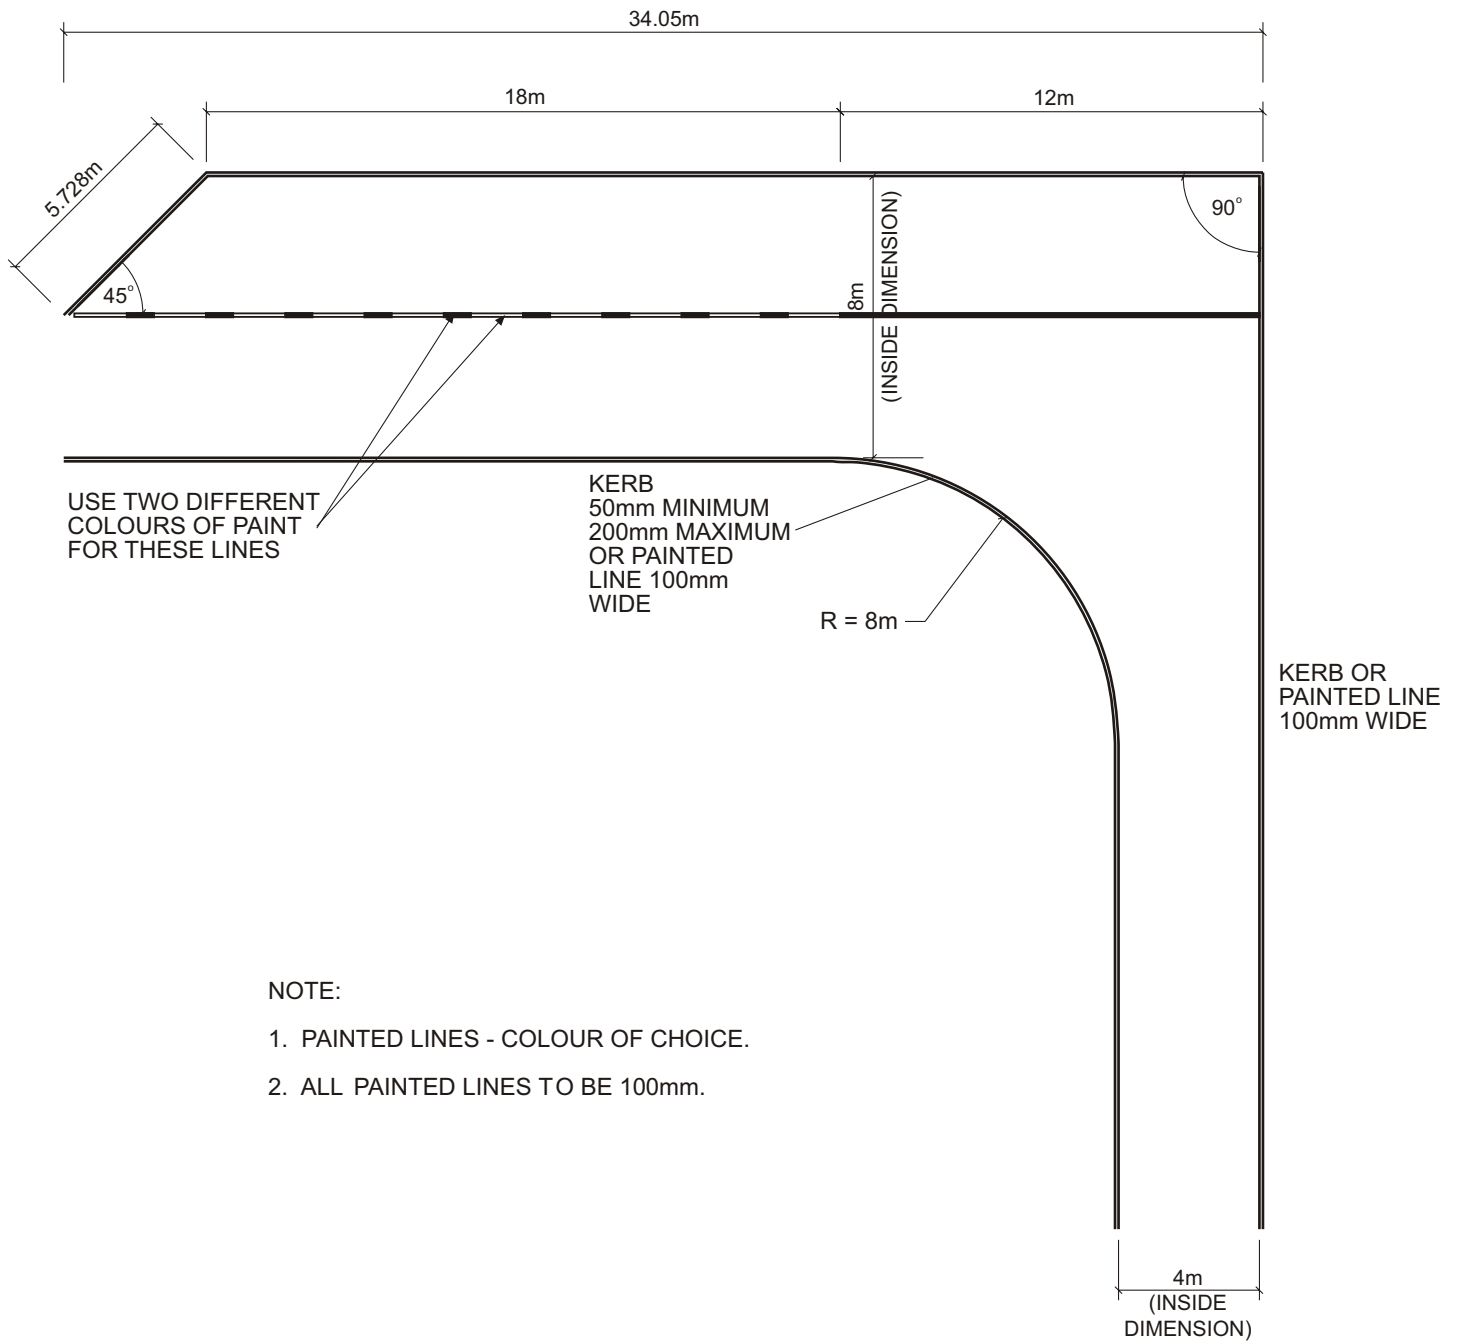 34.05m
18m
12m
5.728m
90°
45°
8m
(INSIDE DIMENSION)
USE TWO DIFFERENT
COLOURS OF PAINT
FOR THESE LINES
KERB
50mm MINIMUM
200mm MAXIMUM
OR PAINTED
LINE 100mm
WIDE
R = 8m
KERB OR
PAINTED LINE
100mm WIDE
NOTE:
1. PAINTED LINES - COLOUR OF CHOICE.
2. ALL PAINTED LINES TO BE 100mm.
4m
(INSIDE
DIMENSION)